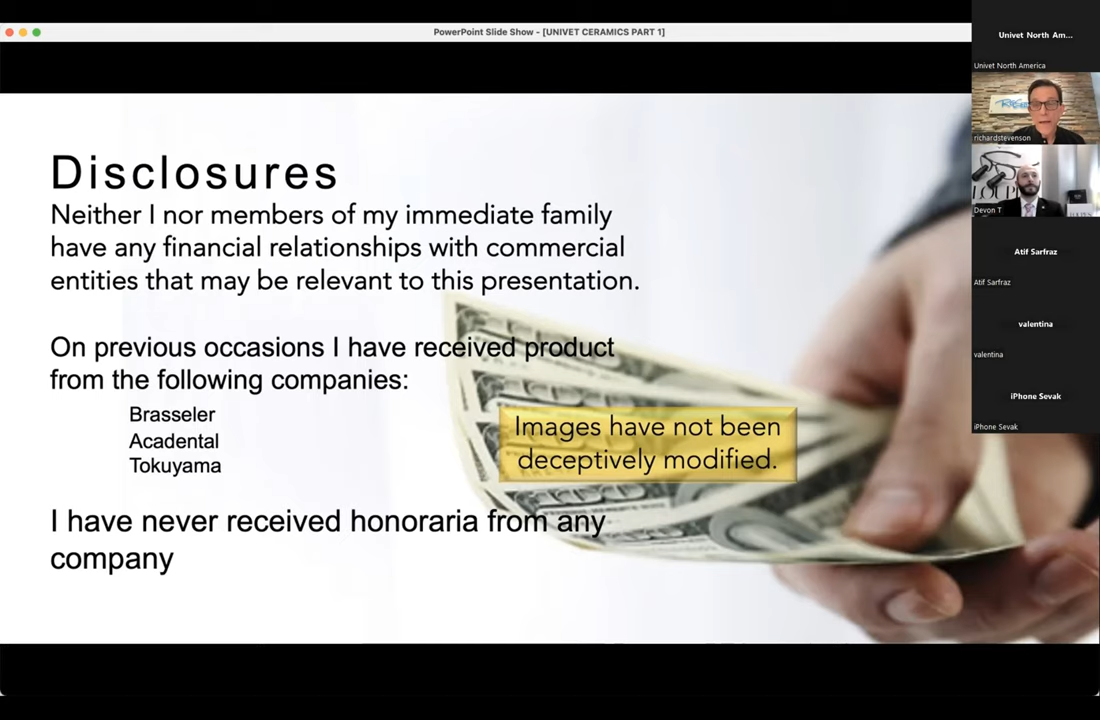 PowerPoint Slide Show - [UNIVET CERAMICS PART 1]
Univet North Am...
Univet North America
richardstevenson
LOUPE
Devon T
Atif Sarfraz
Atif Sarfraz
valentina
valentina
iPhone Sevak
iPhone Sevak
Disclosures
Neither I nor members of my immediate family
have any financial relationships with commercial
entities that may be relevant to this presentation.
On previous occasions I have received product
from the following companies:
Brasseler
Acadental
Tokuyama
Images have not been
deceptively modified.
I have never received honoraria from any
company